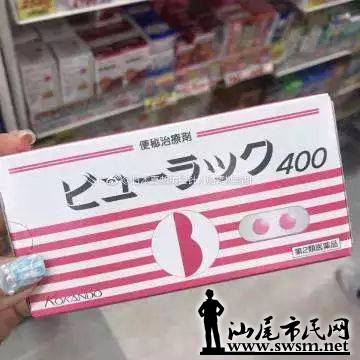 便秘治療剤
ビューラック400
第2類医薬品
KOKANDO
汕尾市民网
www.swsm.net